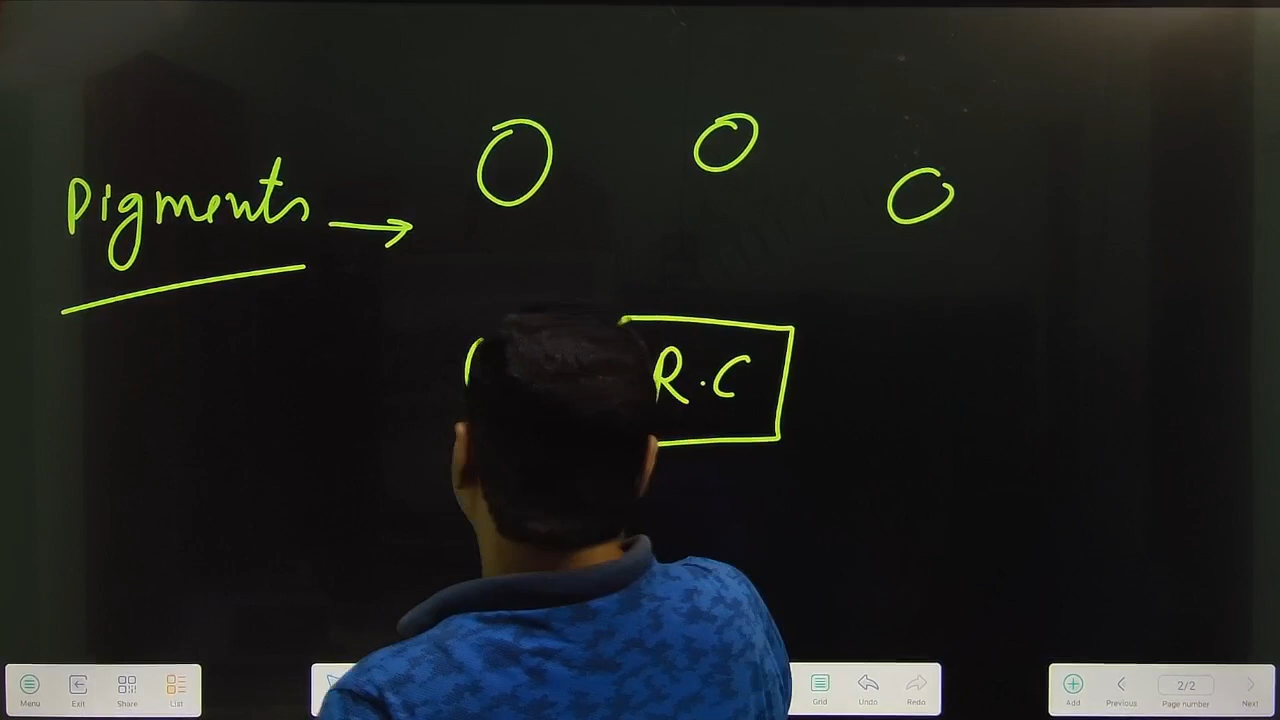 Pigments →
R.C
Menu
Exit
Share
List
Grid
Undo
Redo
Add
Previous
2/2
Page number
Next